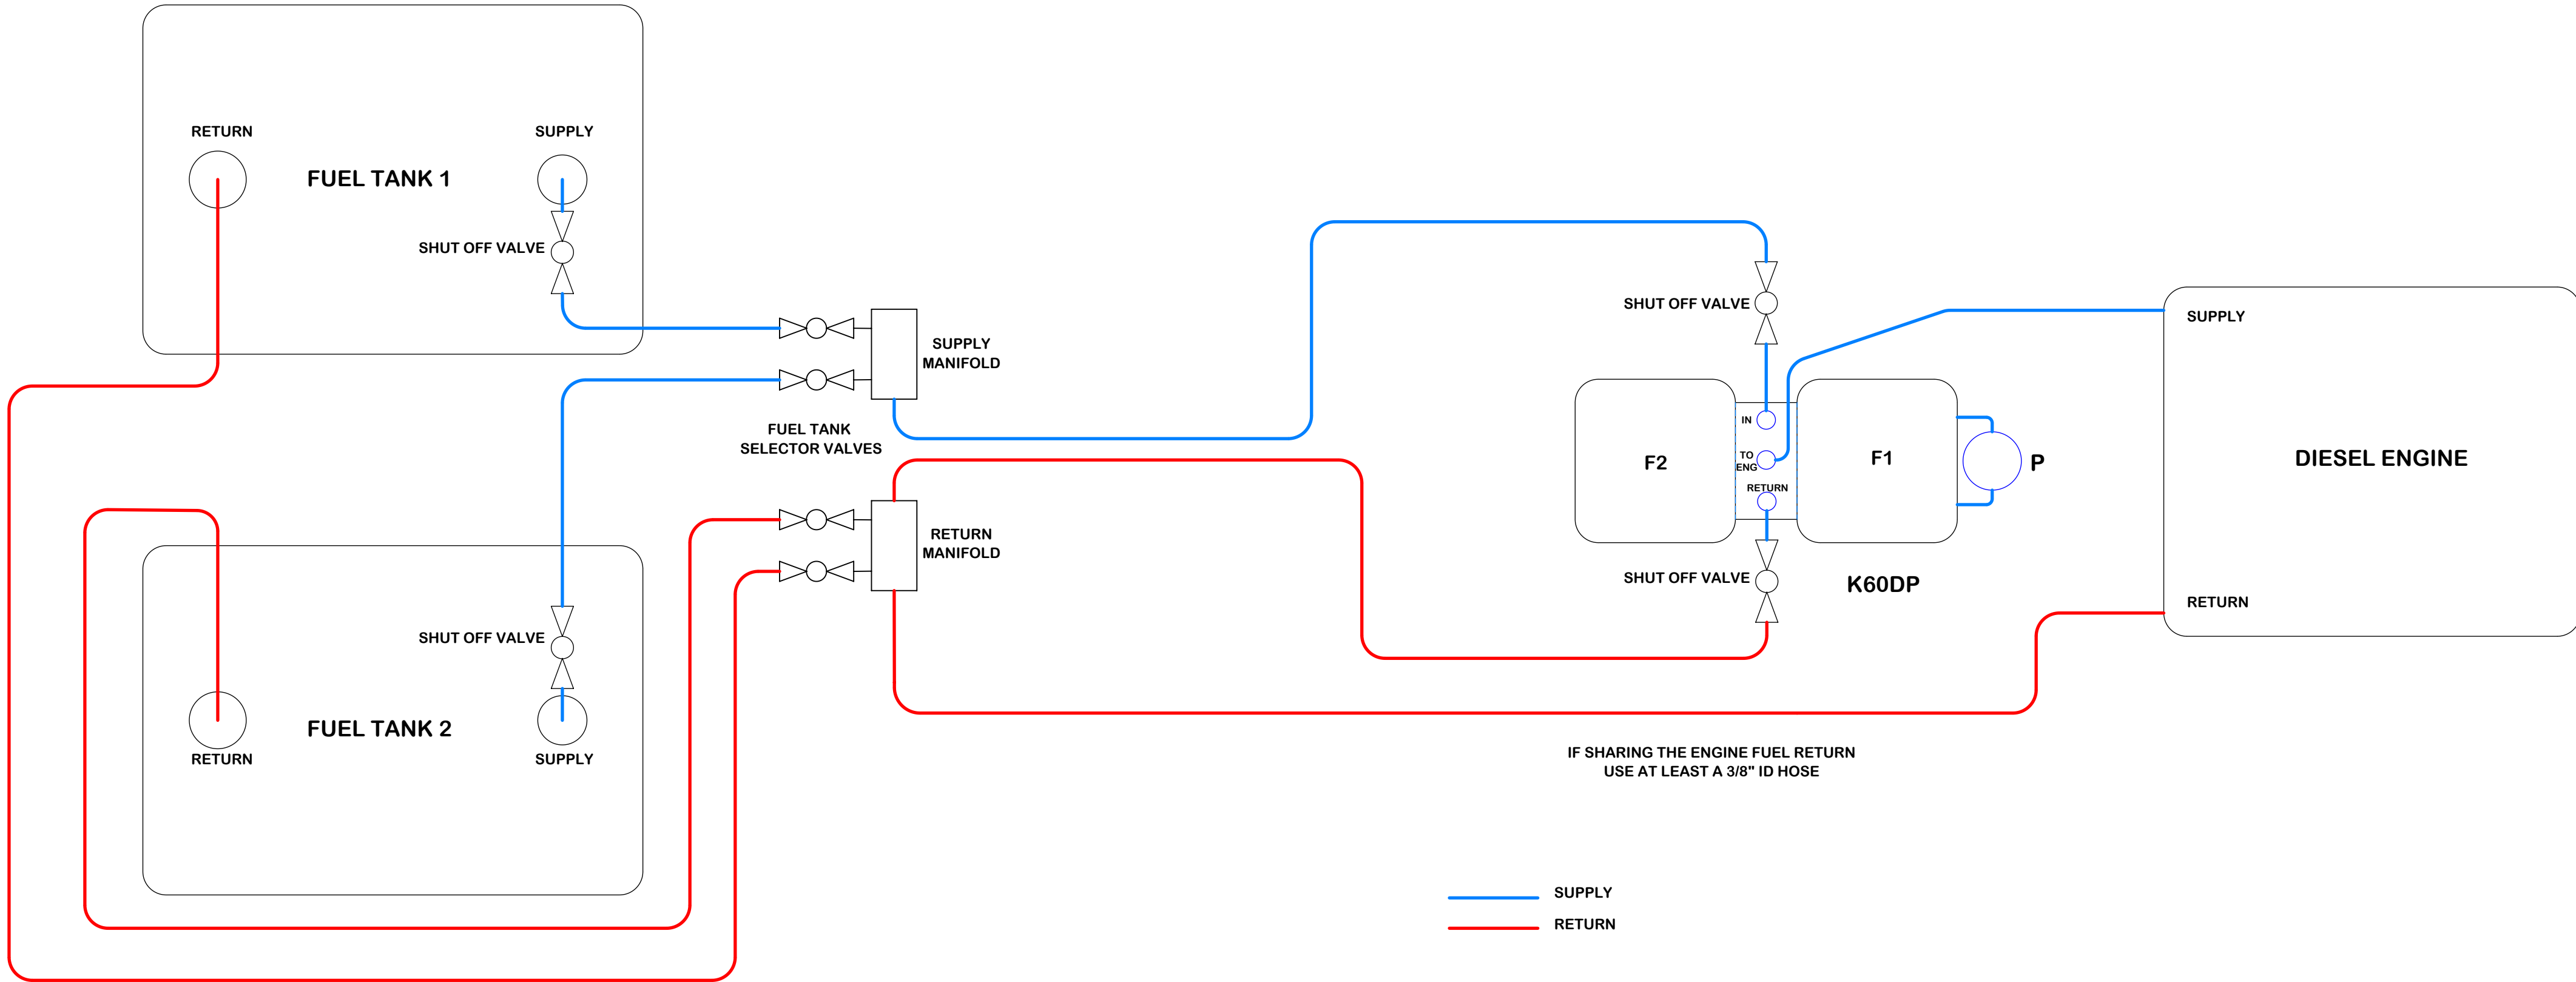 RETURN
SUPPLY
FUEL TANK 1
SHUT OFF VALVE
SUPPLY
MANIFOLD
FUEL TANK
SELECTOR VALVES
RETURN
MANIFOLD
SHUT OFF VALVE
FUEL TANK 2
RETURN
SUPPLY
SHUT OFF VALVE
IN
TO
ENG
RETURN
F2
F1
P
SHUT OFF VALVE
K60DP
SUPPLY
DIESEL ENGINE
RETURN
IF SHARING THE ENGINE FUEL RETURN
USE AT LEAST A 3/8" ID HOSE
SUPPLY
RETURN